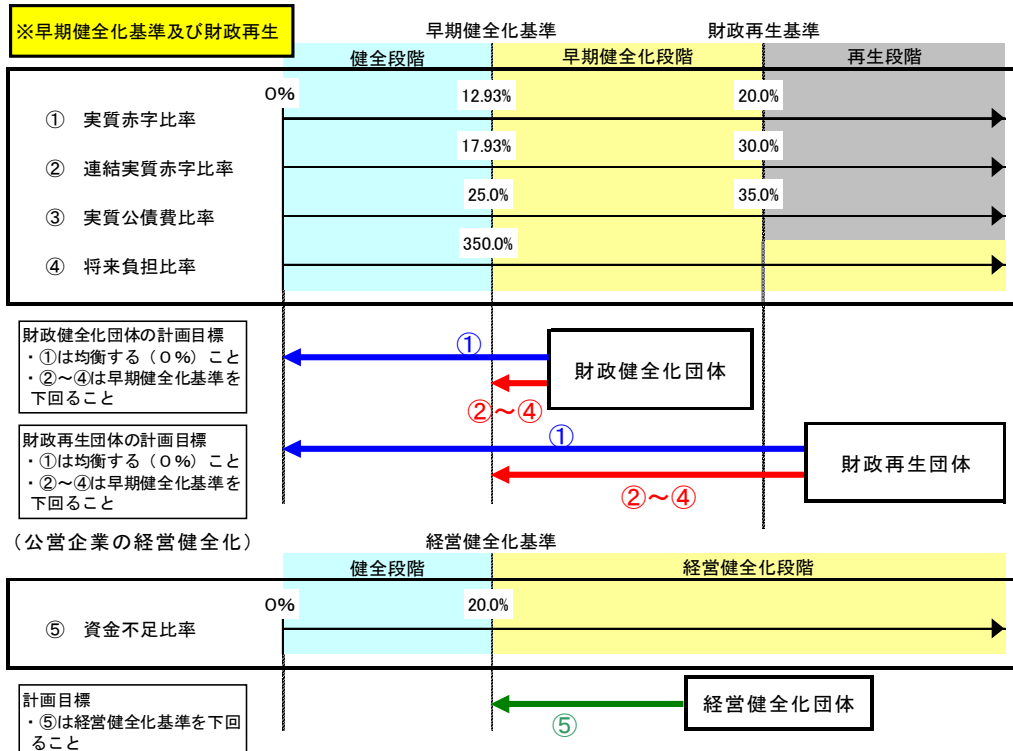 ※早期健全化基準及び財政再生
早期健全化基準 財政再生基準
健全段階 早期健全化段階 再生段階
0% 12.93% 20.0%
① 実質赤字比率
17.93% 30.0%
② 連結実質赤字比率
25.0% 35.0%
③ 実質公債費比率
350.0%
④ 将来負担比率
財政健全化団体の計画目標
・①は均衡する(0%)こと
・②~④は早期健全化基準を
下回ること
①
財政健全化団体
②~④
財政再生団体の計画目標
・①は均衡する(0%)こと
・②~④は早期健全化基準を
下回ること
①
財政再生団体
②~④
(公営企業の経営健全化) 経営健全化基準
健全段階 経営健全化段階
0% 20.0%
⑤ 資金不足比率
計画目標
・⑤は経営健全化基準を下回
ること
経営健全化団体
⑤